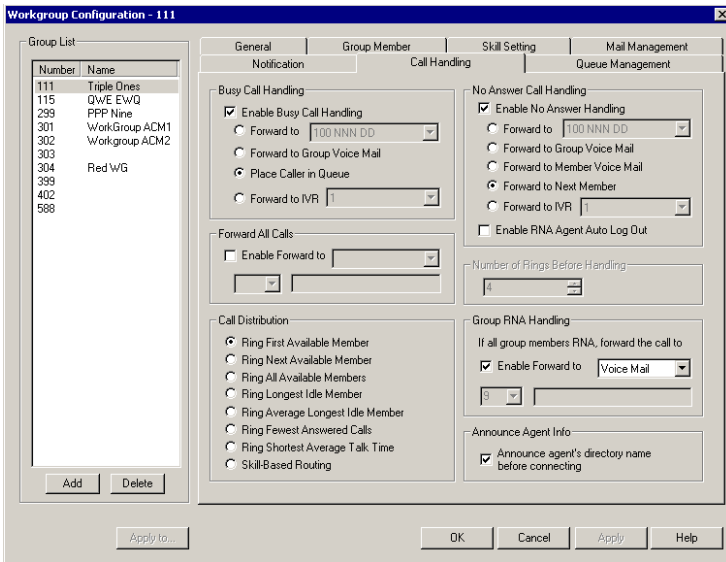 Workgroup Configuration - 111
Group List
Number Name
111 Triple Ones
115 QWE EWQ
299 PPP Nine
301 WorkGroup ACM1
302 Workgroup ACM2
303
304 Red WG
399
402
588
Add Delete
General Group Member Skill Setting Mail Management
Notification Call Handling Queue Management
Busy Call Handling
Enable Busy Call Handling
Forward to 100 NNN DD
Forward to Group Voice Mail
Place Caller in Queue
Forward to IVR 1
Forward All Calls
Enable Forward to
Call Distribution
Ring First Available Member
Ring Next Available Member
Ring All Available Members
Ring Longest Idle Member
Ring Average Longest Idle Member
Ring Fewest Answered Calls
Ring Shortest Average Talk Time
Skill-Based Routing
No Answer Call Handling
Enable No Answer Handling
Forward to 100 NNN DD
Forward to Group Voice Mail
Forward to Member Voice Mail
Forward to Next Member
Forward to IVR 1
Enable RNA Agent Auto Log Out
Number of Rings Before Handling
4
Group RNA Handling
If all group members RNA, forward the call to
Enable Forward to Voice Mail
9
Announce Agent Info
Announce agent's directory name
before connecting
Apply to... OK Cancel Apply Help